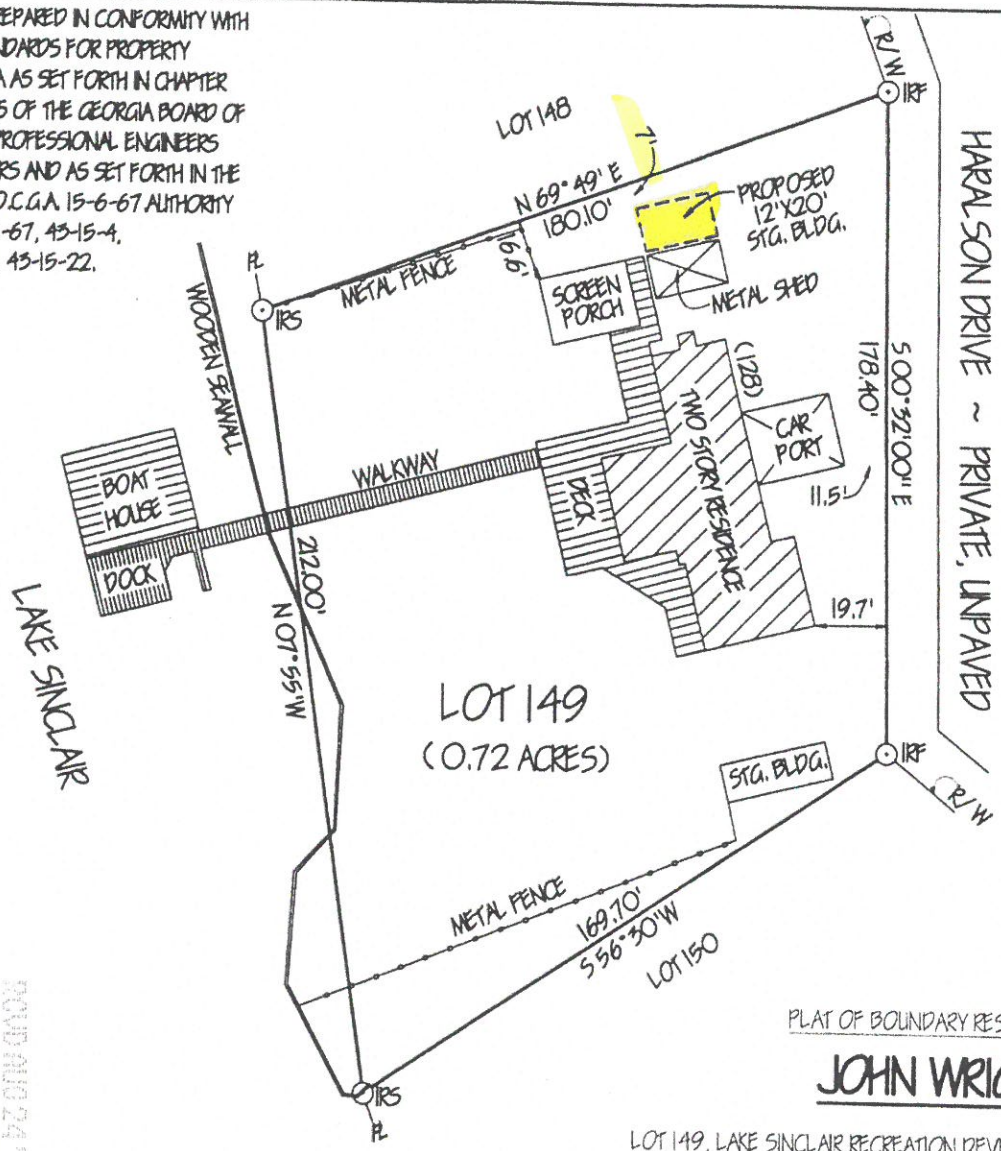 EPARED IN CONFORMITY WITH
NDARDS FOR PROPERTY
A AS SET FORTH IN CHAPTER
S OF THE GEORGIA BOARD OF
PROFESSIONAL ENGINEERS
RS AND AS SET FORTH IN THE
O.C.G.A. 15-6-67 AUTHORITY
-67, 43-15-4,
43-15-22.
R/W
IRF
LOT 148
7'
N 69°49' E
180.10'
PROPOSED
12'X20'
STG. BLDG.
16.6'
METAL FENCE
PL
IRS
SCREEN
PORCH
METAL SHED
WOODEN SEAWALL
HARALSON DRIVE ~ PRIVATE, UNPAVED
S 00°32'00" E
178.40'
(128)
TWO STORY RESIDENCE
CAR
PORT
11.5'
WALKWAY
DECK
BOAT
HOUSE
DOCK
212.00'
N 07°55'W
LAKE SINCLAIR
19.7'
LOT 149
(0.72 ACRES)
STG. BLDG.
IRF
R/W
METAL FENCE
169.70'
S 56°30'W
LOT 150
IRS
PL
RCVD AUG 24
PLAT OF BOUNDARY RES
JOHN WRIG
LOT 149, LAKE SINCLAIR RECREATION DEV